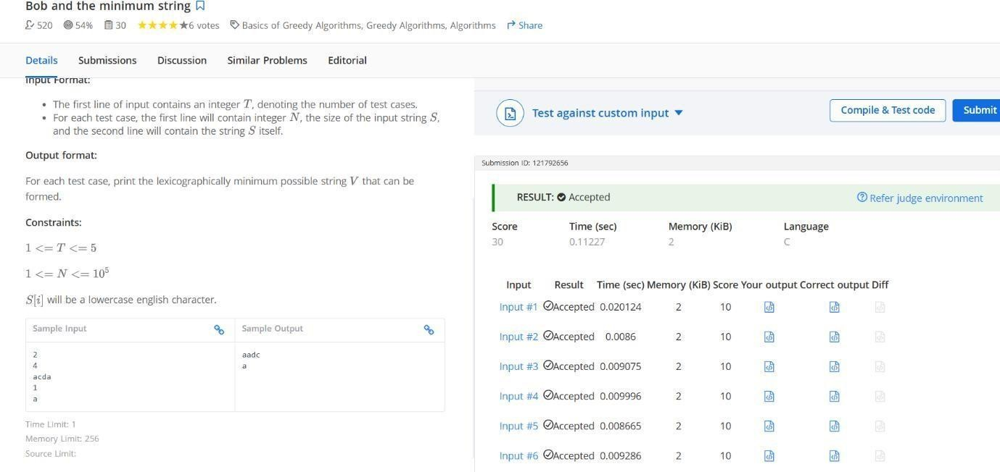 Bob and the minimum string
520 54% 30 6 votes Basics of Greedy Algorithms, Greedy Algorithms, Algorithms Share
Details Submissions Discussion Similar Problems Editorial
Input Format:
• The first line of input contains an integer T, denoting the number of test cases.
• For each test case, the first line will contain integer N, the size of the input string S,
and the second line will contain the string S itself.
Output format:
For each test case, print the lexicographically minimum possible string V that can be
formed.
Constraints:
1 <= T <= 5
1 <= N <= 10⁵
S[i] will be a lowercase english character.
Sample Input Sample Output
2
4
acda
1
a
aadc
a
Time Limit: 1
Memory Limit: 256
Source Limit:
Test against custom input Compile & Test code Submit
Submission ID: 121792656
RESULT: Accepted Refer judge environment
Score Time (sec) Memory (KiB) Language
30 0.11227 2 C
Input Result Time (sec) Memory (KiB) Score Your output Correct output Diff
Input #1 Accepted 0.020124 2 10
Input #2 Accepted 0.0086 2 10
Input #3 Accepted 0.009075 2 10
Input #4 Accepted 0.009996 2 10
Input #5 Accepted 0.008665 2 10
Input #6 Accepted 0.009286 2 10